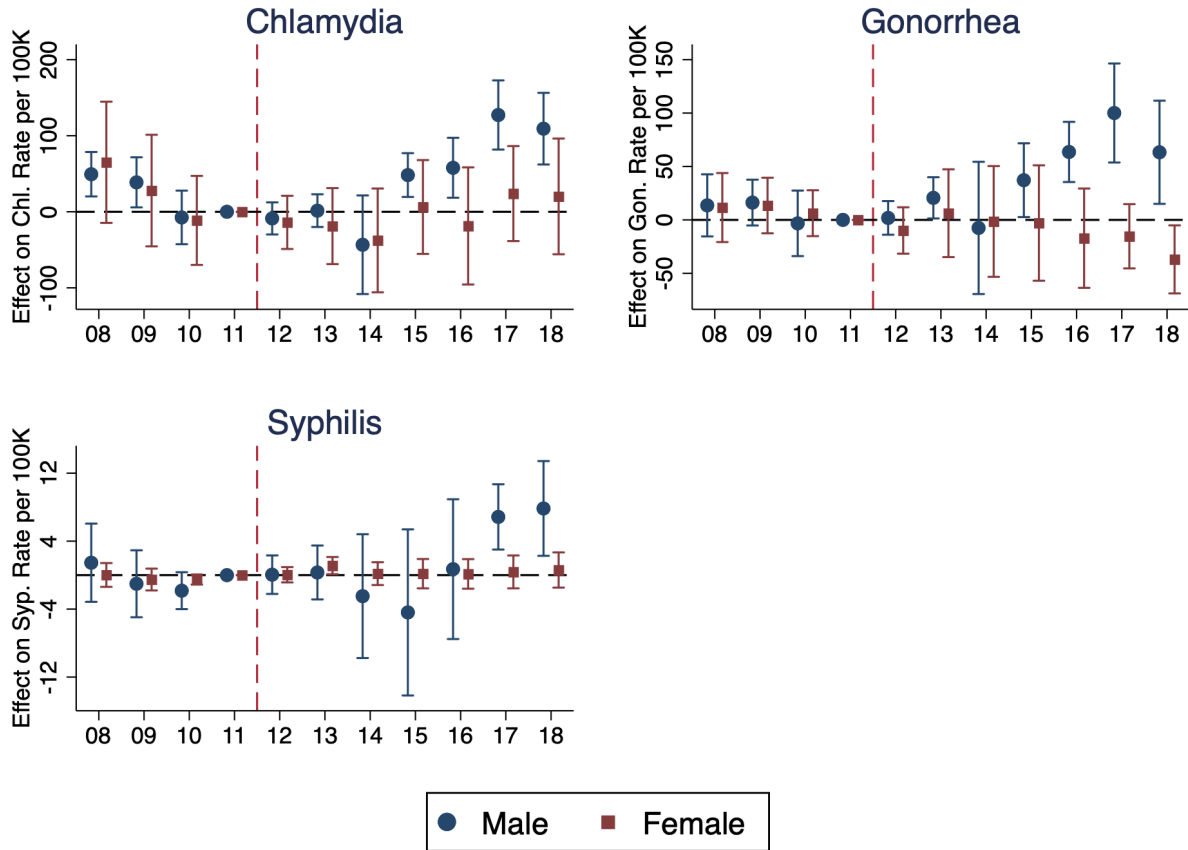 Chlamydia
Effect on Chl. Rate per 100K
200
100
0
-100
08 09 10 11 12 13 14 15 16 17 18
Gonorrhea
Effect on Gon. Rate per 100K
150
100
50
0
-50
08 09 10 11 12 13 14 15 16 17 18
Syphilis
Effect on Syp. Rate per 100K
12
4
-4
-12
08 09 10 11 12 13 14 15 16 17 18
Male Female